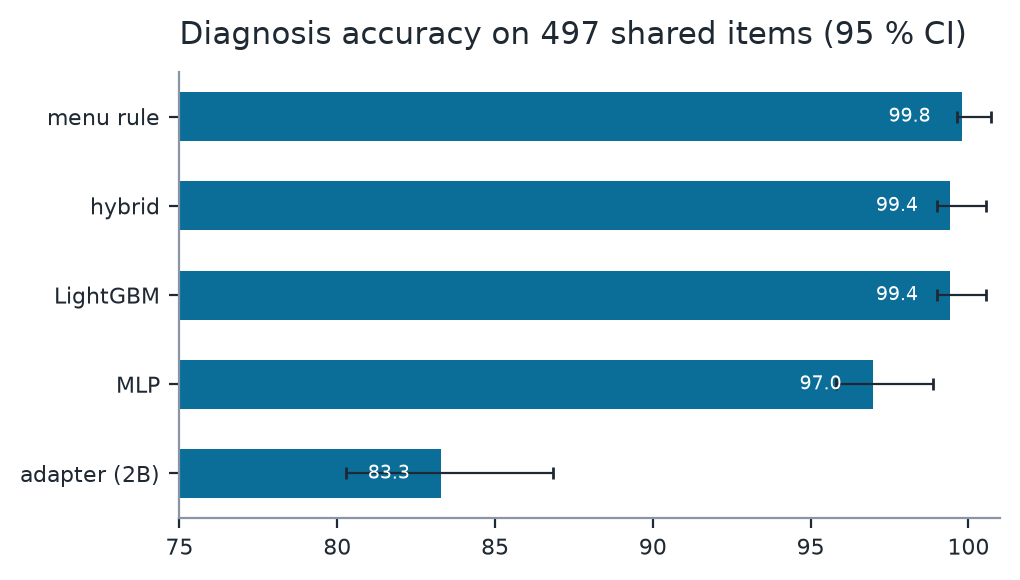 Diagnosis accuracy on 497 shared items (95 % CI)
menu rule 99.8
hybrid 99.4
LightGBM 99.4
MLP 97.0
adapter (2B) 83.3
75 80 85 90 95 100